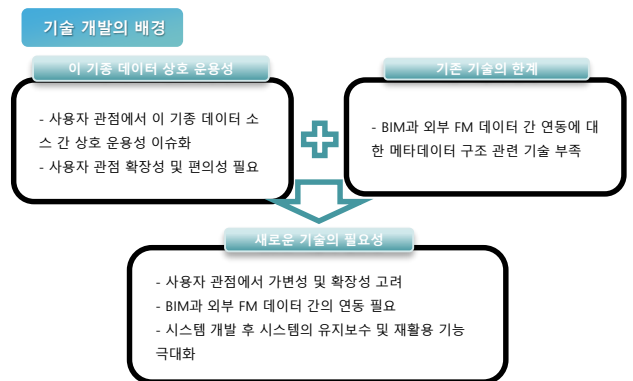 기술 개발의 배경
이 기종 데이터 상호 운용성
- 사용자 관점에서 이 기종 데이터 소
스 간 상호 운용성 이슈화
- 사용자 관점 확장성 및 편의성 필요
기존 기술의 한계
- BIM과 외부 FM 데이터 간 연동에 대
한 메타데이터 구조 관련 기술 부족
새로운 기술의 필요성
- 사용자 관점에서 가변성 및 확장성 고려
- BIM과 외부 FM 데이터 간의 연동 필요
- 시스템 개발 후 시스템의 유지보수 및 재활용 기능
극대화